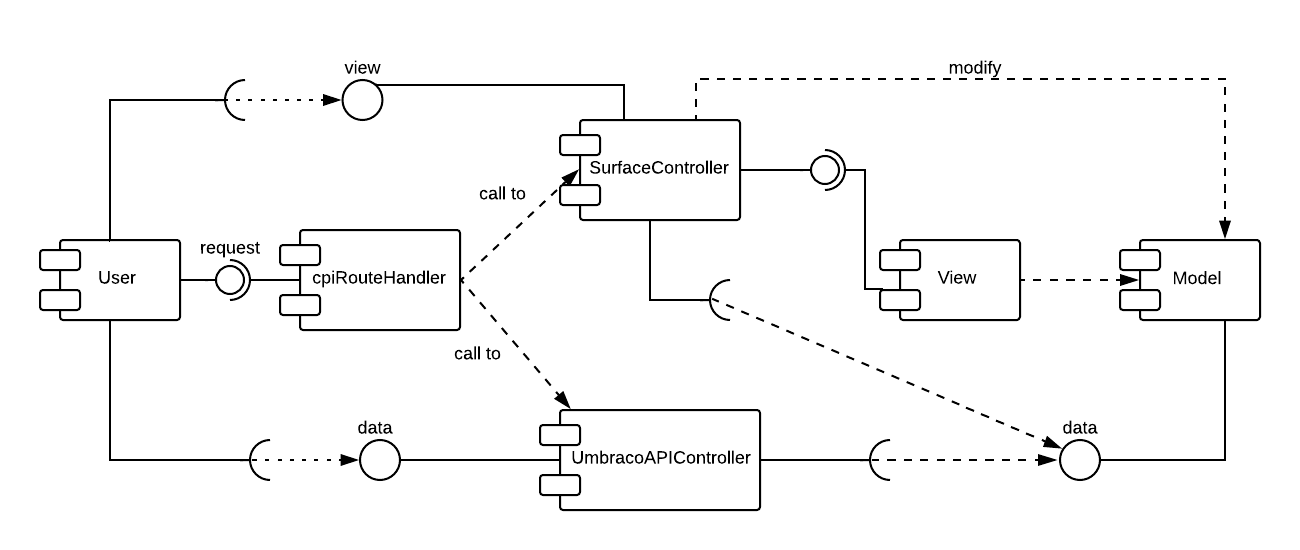 view
modify
SurfaceController
call to
request
User
cpiRouteHandler
View
Model
call to
data
data
UmbracoAPIController